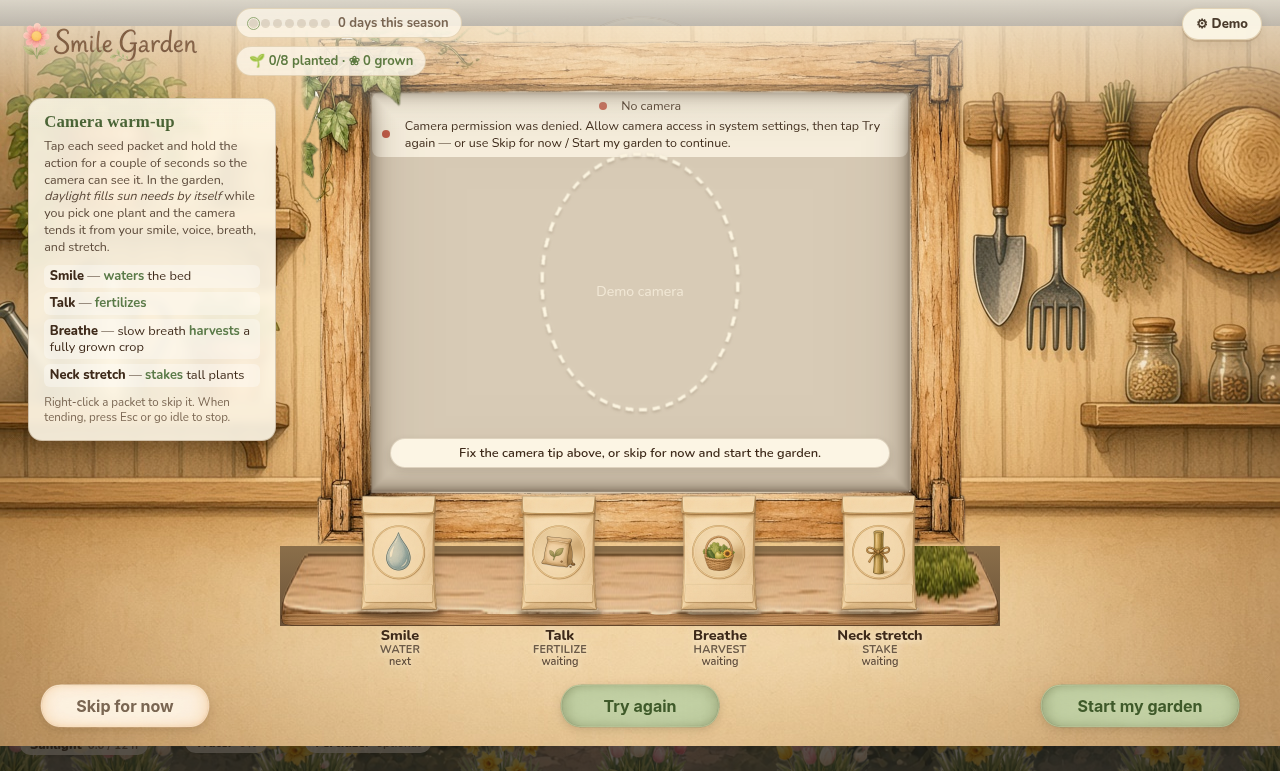 Smile Garden
0 days this season
0/8 planted · 0 grown
Demo
Camera warm-up
Tap each seed packet and hold the
action for a couple of seconds so the
camera can see it. In the garden,
daylight fills sun needs by itself while
you pick one plant and the camera
tends it from your smile, voice, breath,
and stretch.
Smile — waters the bed
Talk — fertilizes
Breathe — slow breath harvests a
fully grown crop
Neck stretch — stakes tall plants
Right-click a packet to skip it. When
tending, press Esc or go idle to stop.
No camera
Camera permission was denied. Allow camera access in system settings, then tap Try
again — or use Skip for now / Start my garden to continue.
Demo camera
Fix the camera tip above, or skip for now and start the garden.
Smile
WATER
next
Talk
FERTILIZE
waiting
Breathe
HARVEST
waiting
Neck stretch
STAKE
waiting
Skip for now
Try again
Start my garden